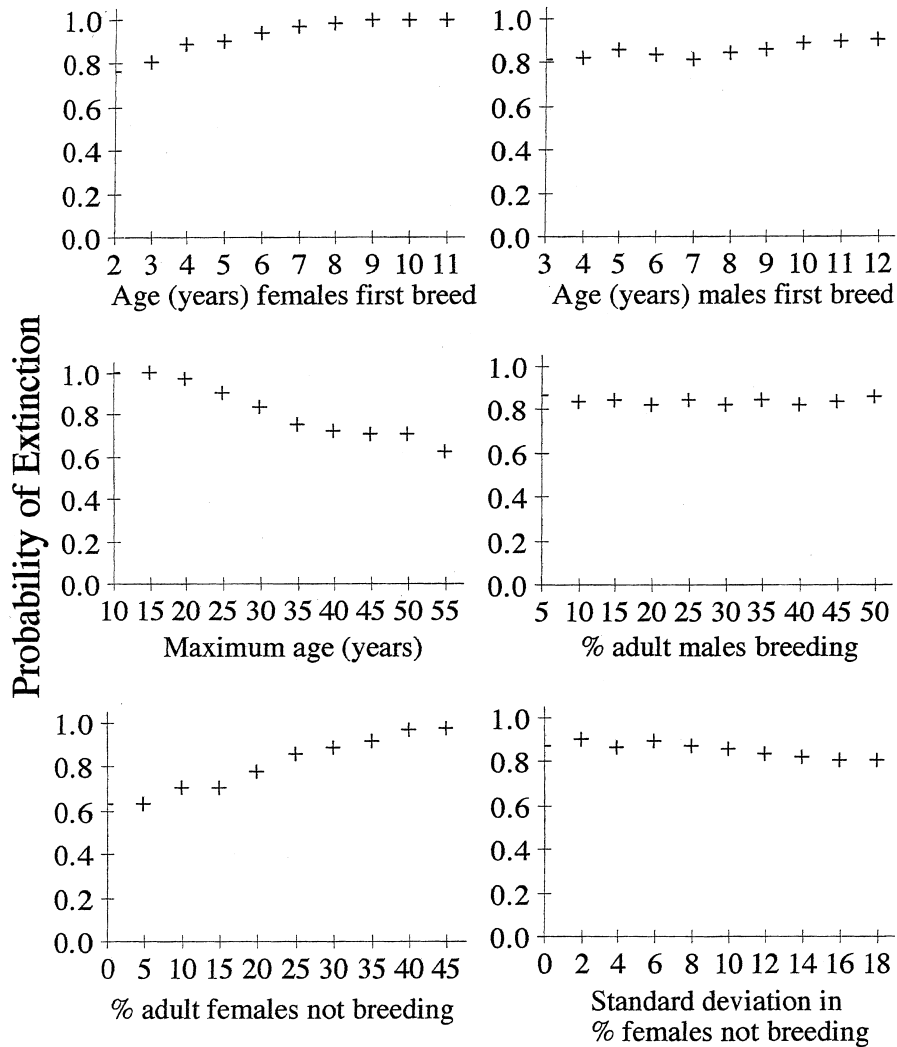 Probability of Extinction
1.0
0.8
0.6
0.4
0.2
0.0
2 3 4 5 6 7 8 9 10 11
Age (years) females first breed
1.0
0.8
0.6
0.4
0.2
0.0
3 4 5 6 7 8 9 10 11 12
Age (years) males first breed
1.0
0.8
0.6
0.4
0.2
0.0
10 15 20 25 30 35 40 45 50 55
Maximum age (years)
1.0
0.8
0.6
0.4
0.2
0.0
5 10 15 20 25 30 35 40 45 50
% adult males breeding
1.0
0.8
0.6
0.4
0.2
0.0
0 5 10 15 20 25 30 35 40 45
% adult females not breeding
1.0
0.8
0.6
0.4
0.2
0.0
0 2 4 6 8 10 12 14 16 18
Standard deviation in
% females not breeding